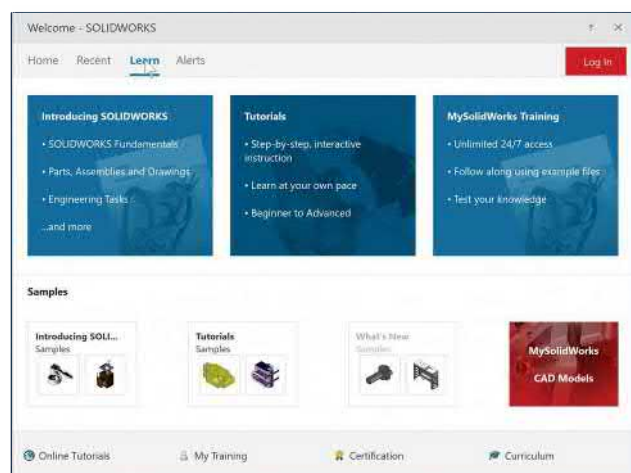 Welcome - SOLIDWORKS
Home Recent Learn Alerts Log In
Introducing SOLIDWORKS
• SOLIDWORKS Fundamentals
• Parts, Assemblies and Drawings
• Engineering Tasks
...and more
Tutorials
• Step-by-step, interactive
instruction
• Learn at your own pace
• Beginner to Advanced
MySolidWorks Training
• Unlimited 24/7 access
• Follow along using example files
• Test your knowledge
Samples
Introducing SOLI...
Samples
Tutorials
Samples
What's New
Samples
MySolidWorks
CAD Models
Online Tutorials My Training Certification Curriculum